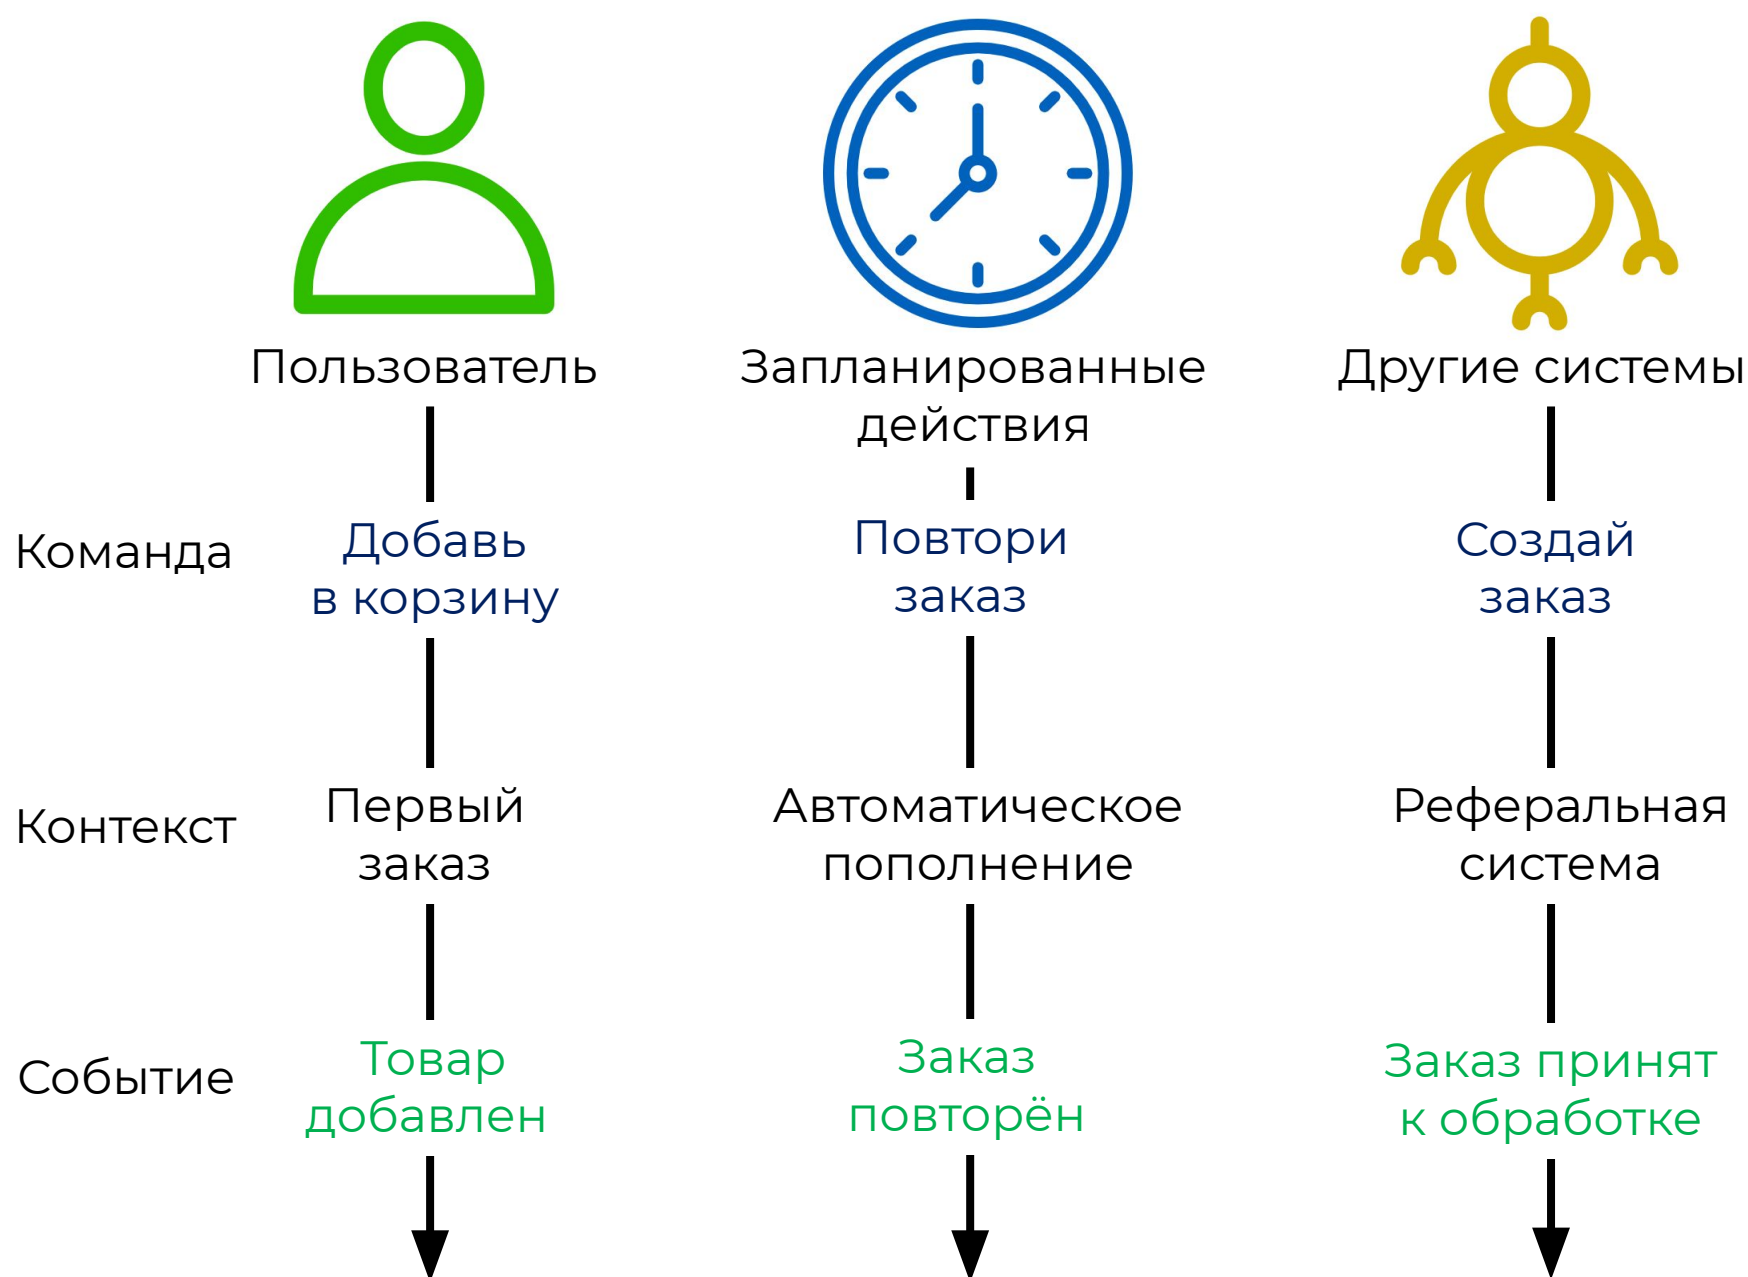 Пользователь
Запланированные
действия
Другие системы
Команда
Добавь
в корзину
Повтори
заказ
Создай
заказ
Контекст
Первый
заказ
Автоматическое
пополнение
Реферальная
система
Событие
Товар
добавлен
Заказ
повторён
Заказ принят
к обработке